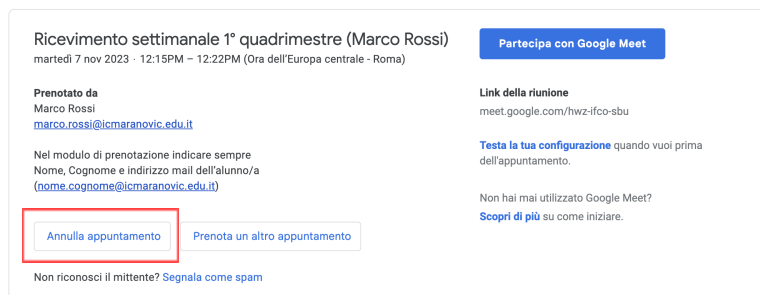 Ricevimento settimanale 1° quadrimestre (Marco Rossi)
martedì 7 nov 2023 · 12:15PM – 12:22PM (Ora dell'Europa centrale - Roma)
Prenotato da
Marco Rossi
marco.rossi@icmaranovic.edu.it
Nel modulo di prenotazione indicare sempre
Nome, Cognome e indirizzo mail dell'alunno/a
(nome.cognome@icmaranovic.edu.it)
Annulla appuntamento
Prenota un altro appuntamento
Non riconosci il mittente? Segnala come spam
Partecipa con Google Meet
Link della riunione
meet.google.com/hwz-ifco-sbu
Testa la tua configurazione quando vuoi prima
dell'appuntamento.
Non hai mai utilizzato Google Meet?
Scopri di più su come iniziare.